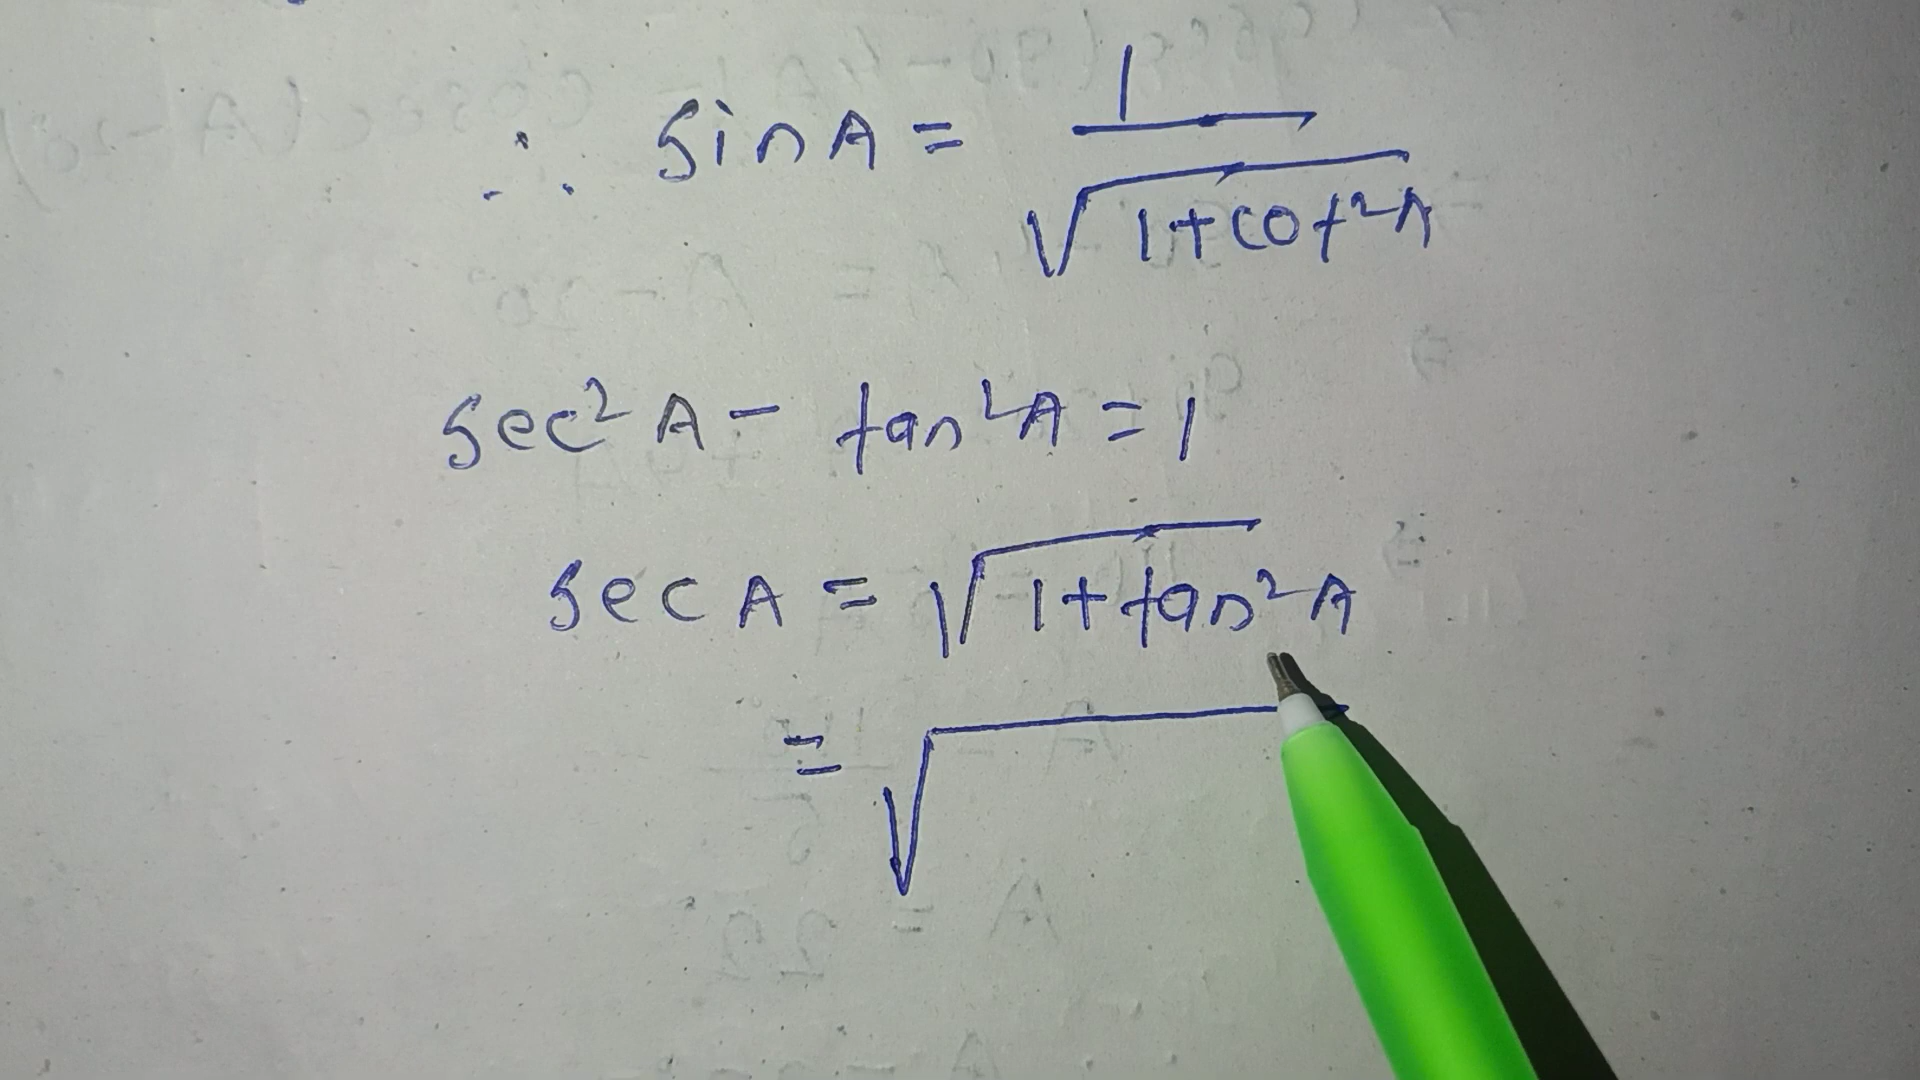 ∴ sin A = 1 / √(1+cot²A)
sec²A - tan²A = 1
sec A = √(1+tan²A)
= √